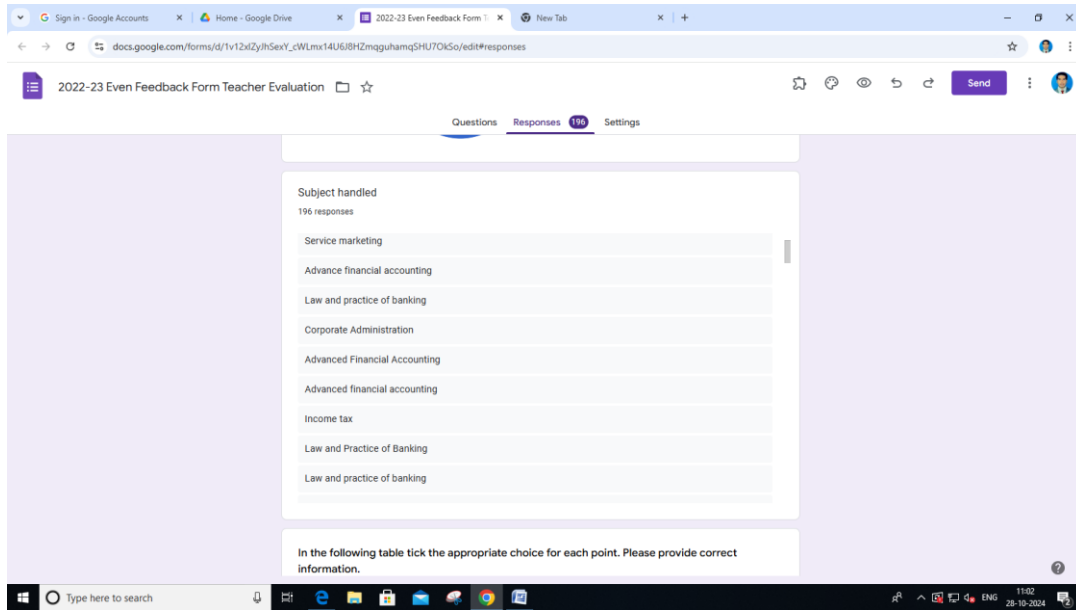 Sign in - Google Accounts
Home - Google Drive
2022-23 Even Feedback Form T
New Tab
docs.google.com/forms/d/1v12xlZyJhSexY_cWLmx14U6J8HZmqguhamqSHU7OkSo/edit#responses
2022-23 Even Feedback Form Teacher Evaluation
Send
Questions
Responses 196
Settings
Subject handled
196 responses
Service marketing
Advance financial accounting
Law and practice of banking
Corporate Administration
Advanced Financial Accounting
Advanced financial accounting
Income tax
Law and Practice of Banking
Law and practice of banking
In the following table tick the appropriate choice for each point. Please provide correct
information.
Type here to search
ENG
11:02
28-10-2024
2